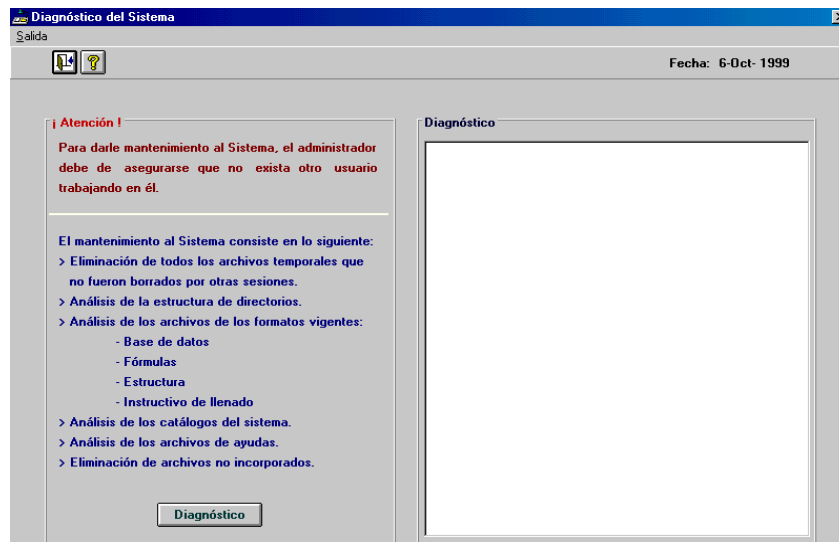 Diagnóstico del Sistema
Salida
Fecha: 6-Oct- 1999
¡ Atención !
Para darle mantenimiento al Sistema, el administrador
debe de asegurarse que no exista otro usuario
trabajando en él.
El mantenimiento al Sistema consiste en lo siguiente:
> Eliminación de todos los archivos temporales que
no fueron borrados por otras sesiones.
> Análisis de la estructura de directorios.
> Análisis de los archivos de los formatos vigentes:
- Base de datos
- Fórmulas
- Estructura
- Instructivo de llenado
> Análisis de los catálogos del sistema.
> Análisis de los archivos de ayudas.
> Eliminación de archivos no incorporados.
Diagnóstico
Diagnóstico